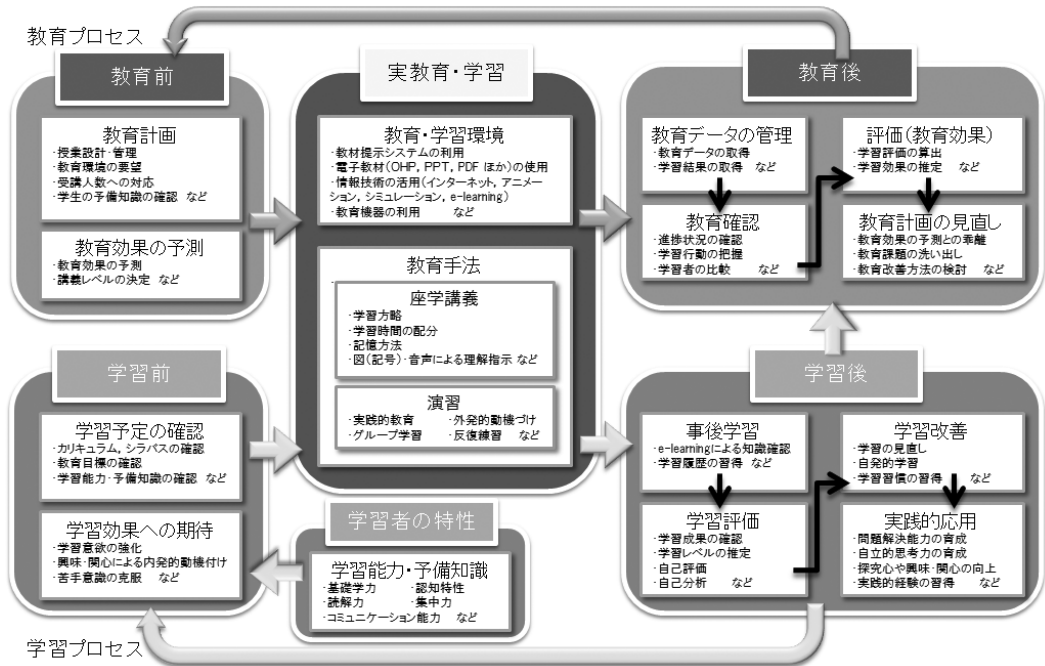 教育プロセス
教育前
教育計画
・授業設計・管理
・教育環境の要望
・受講人数への対応
・学生の予備知識の確認 など
教育効果の予測
・教育効果の予測
・講義レベルの決定 など
実教育・学習
教育・学習環境
・教材提示システムの利用
・電子教材(OHP, PPT, PDF ほか)の使用
・情報技術の活用(インターネット, アニメー
ション, シミュレーション, e-learning)
・教育機器の利用 など
教育手法
座学講義
・学習方略
・学習時間の配分
・記憶方法
・図(記号)・音声による理解指示 など
演習
・実践的教育 ・外発的動機づけ
・グループ学習 ・反復練習 など
教育後
教育データの管理
・教育データの取得
・学習結果の取得 など
教育確認
・進捗状況の確認
・学習行動の把握
・学習者の比較 など
評価(教育効果)
・学習評価の算出
・学習効果の推定 など
教育計画の見直し
・教育効果の予測との乖離
・教育課題の洗い出し
・教育改善方法の検討 など
学習前
学習予定の確認
・カリキュラム, シラバスの確認
・教育目標の確認
・学習能力・予備知識の確認 など
学習効果への期待
・学習意欲の強化
・興味・関心による内発的動機付け
・苦手意識の克服 など
学習者の特性
学習能力・予備知識
・基礎学力 ・認知特性
・読解力 ・集中力
・コミュニケーション能力 など
学習後
事後学習
・e-learningによる知識確認
・学習履歴の習得 など
学習評価
・学習成果の確認
・学習レベルの推定
・自己評価
・自己分析 など
学習改善
・学習の見直し
・自発的学習
・学習習慣の習得 など
実践的応用
・問題解決能力の育成
・自立的思考力の育成
・探究心や興味・関心の向上
・実践的経験の習得 など
学習プロセス